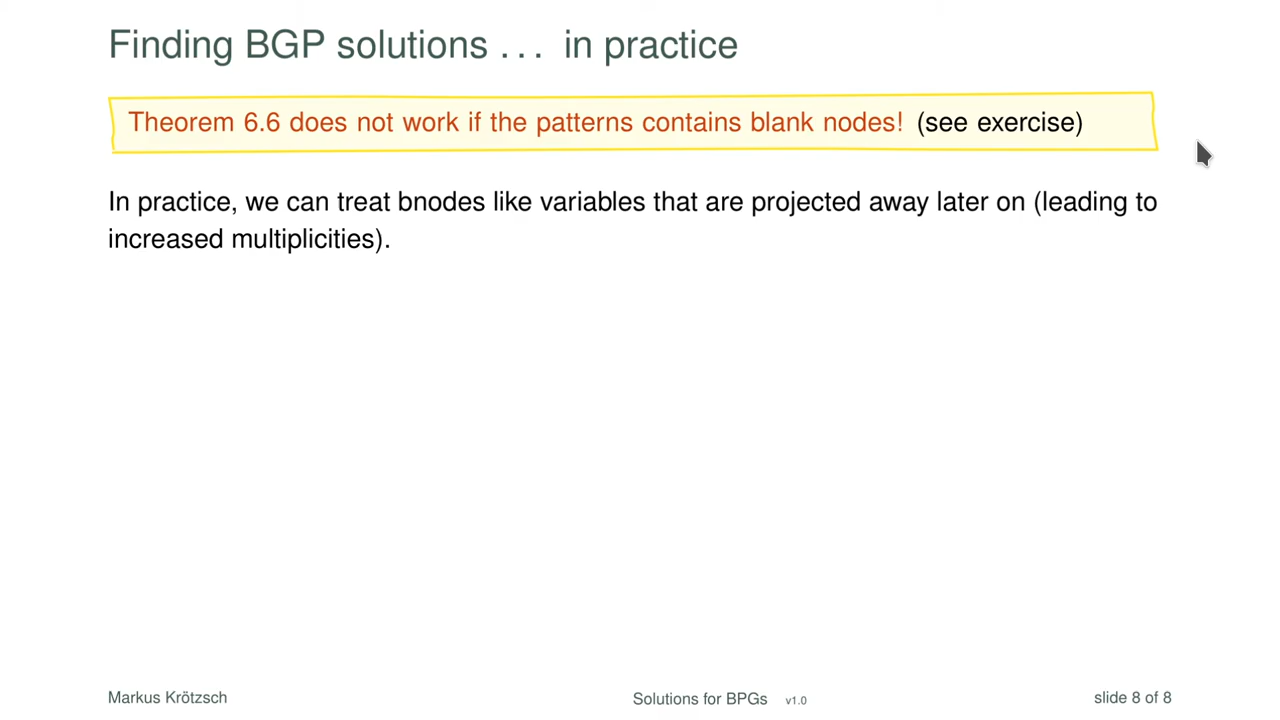 Finding BGP solutions . . . in practice
Theorem 6.6 does not work if the patterns contains blank nodes! (see exercise)
In practice, we can treat bnodes like variables that are projected away later on (leading to
increased multiplicities).
Markus Krötzsch Solutions for BPGs v1.0 slide 8 of 8